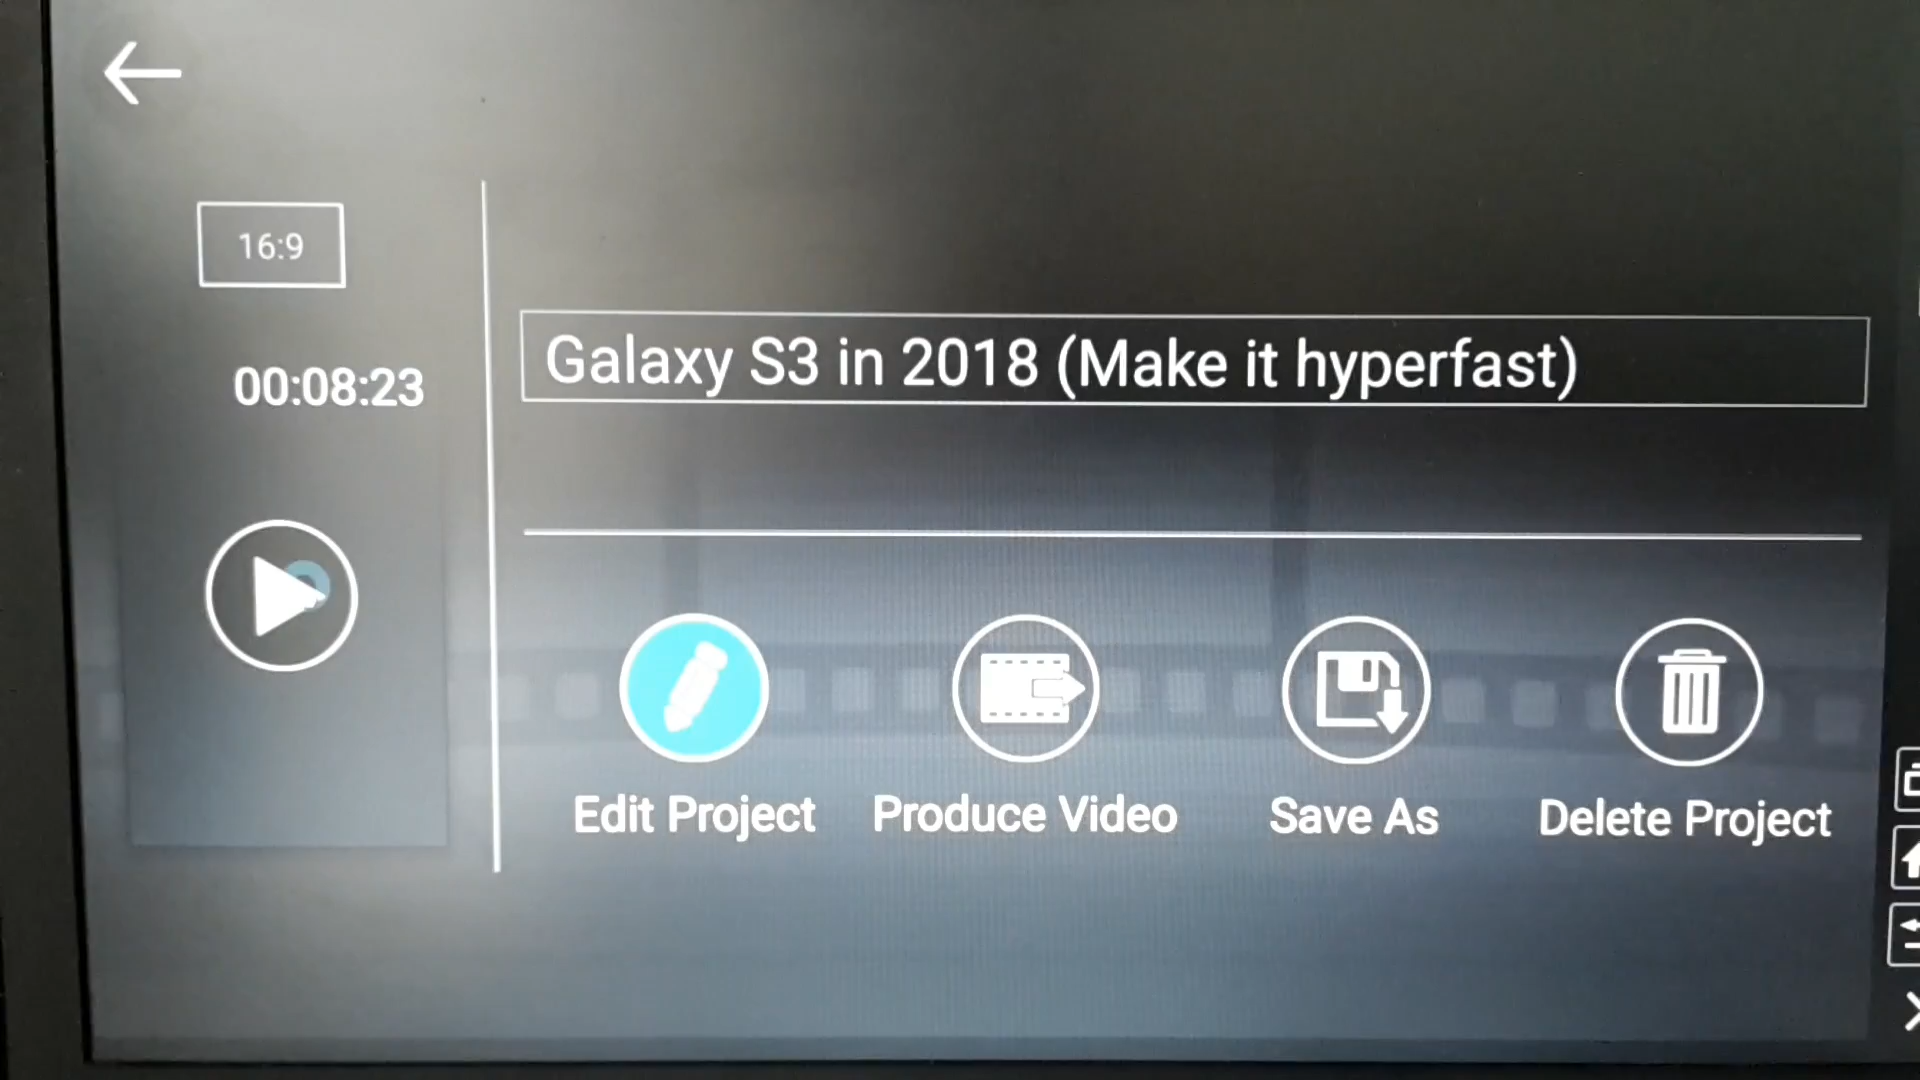 16:9
00:08:23
Galaxy S3 in 2018 (Make it hyperfast)
Edit Project
Produce Video
Save As
Delete Project